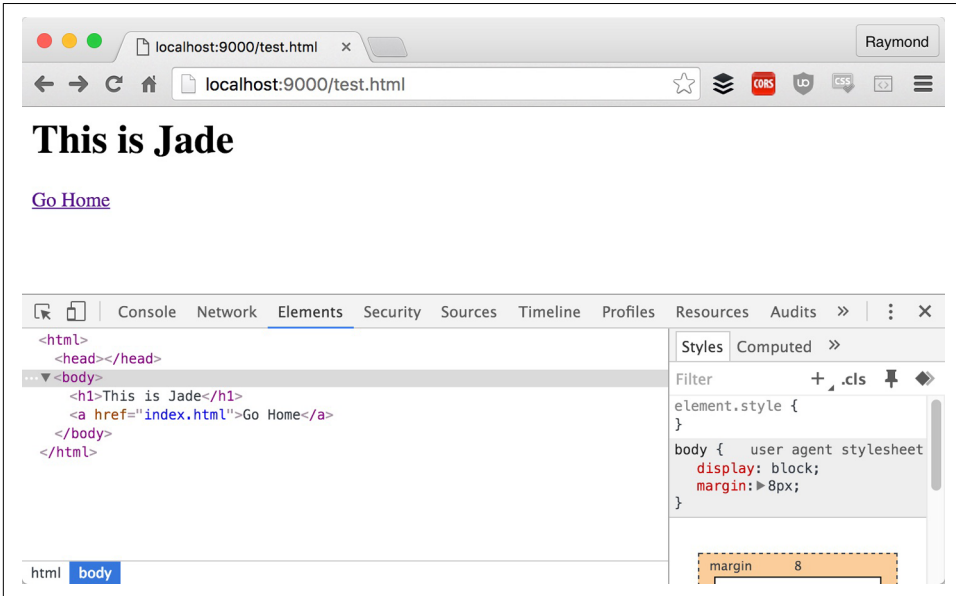 localhost:9000/test.html ×
Raymond
localhost:9000/test.html
CORS
UD
CSS
This is Jade
Go Home
Console Network Elements Security Sources Timeline Profiles Resources Audits »
<html>
<head></head>
<body>
<h1>This is Jade</h1>
<a href="index.html">Go Home</a>
</body>
</html>
html body
Styles Computed »
Filter + .cls
element.style {
}
body { user agent stylesheet
display: block;
margin: 8px;
}
margin 8